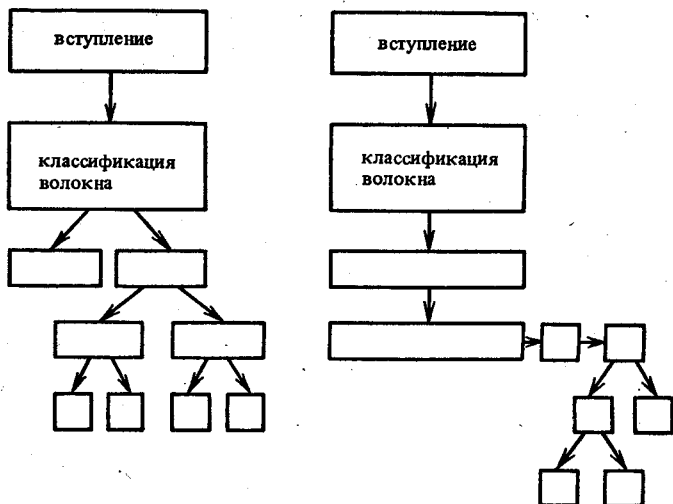 вступление
классификация
волокна
вступление
классификация
волокна